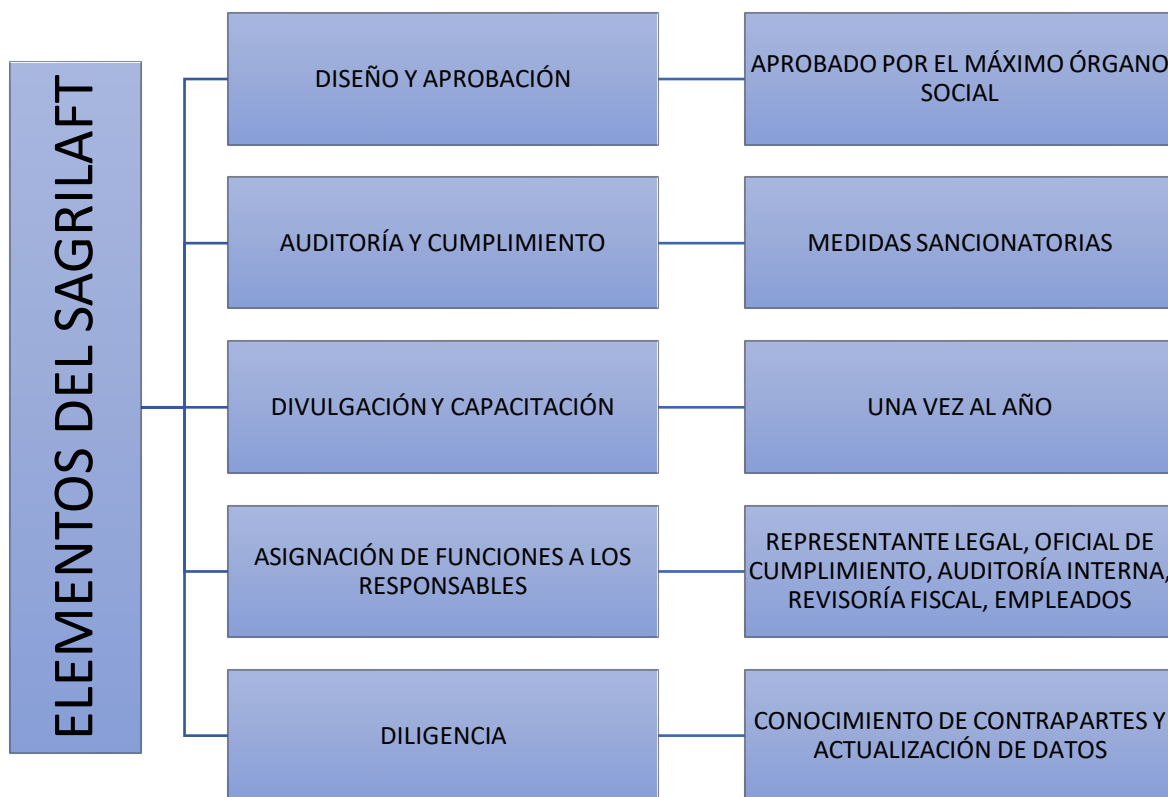 ELEMENTOS DEL SAGRILAFT
DISEÑO Y APROBACIÓN
APROBADO POR EL MÁXIMO ÓRGANO
SOCIAL
AUDITORÍA Y CUMPLIMIENTO
MEDIDAS SANCIONATORIAS
DIVULGACIÓN Y CAPACITACIÓN
UNA VEZ AL AÑO
ASIGNACIÓN DE FUNCIONES A LOS
RESPONSABLES
REPRESENTANTE LEGAL, OFICIAL DE
CUMPLIMIENTO, AUDITORÍA INTERNA,
REVISORÍA FISCAL, EMPLEADOS
DILIGENCIA
CONOCIMIENTO DE CONTRAPARTES Y
ACTUALIZACIÓN DE DATOS